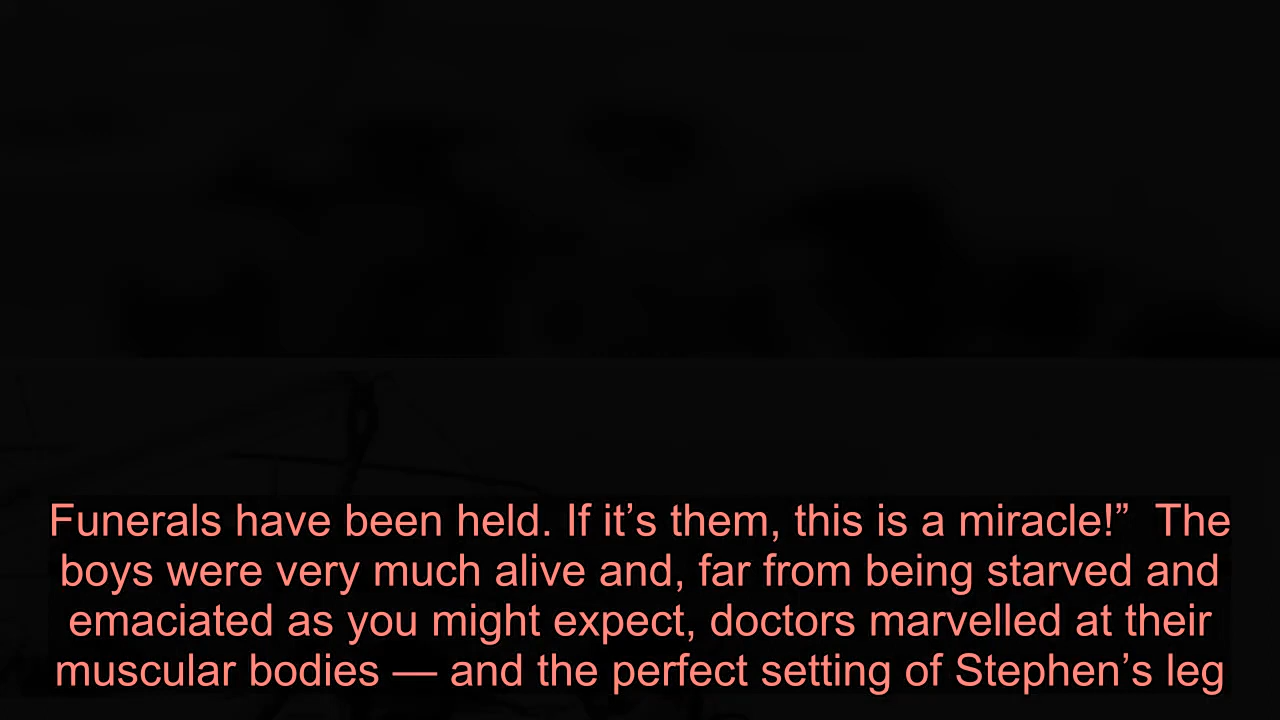 Funerals have been held. If it’s them, this is a miracle!”  The
boys were very much alive and, far from being starved and
emaciated as you might expect, doctors marvelled at their
muscular bodies — and the perfect setting of Stephen’s leg